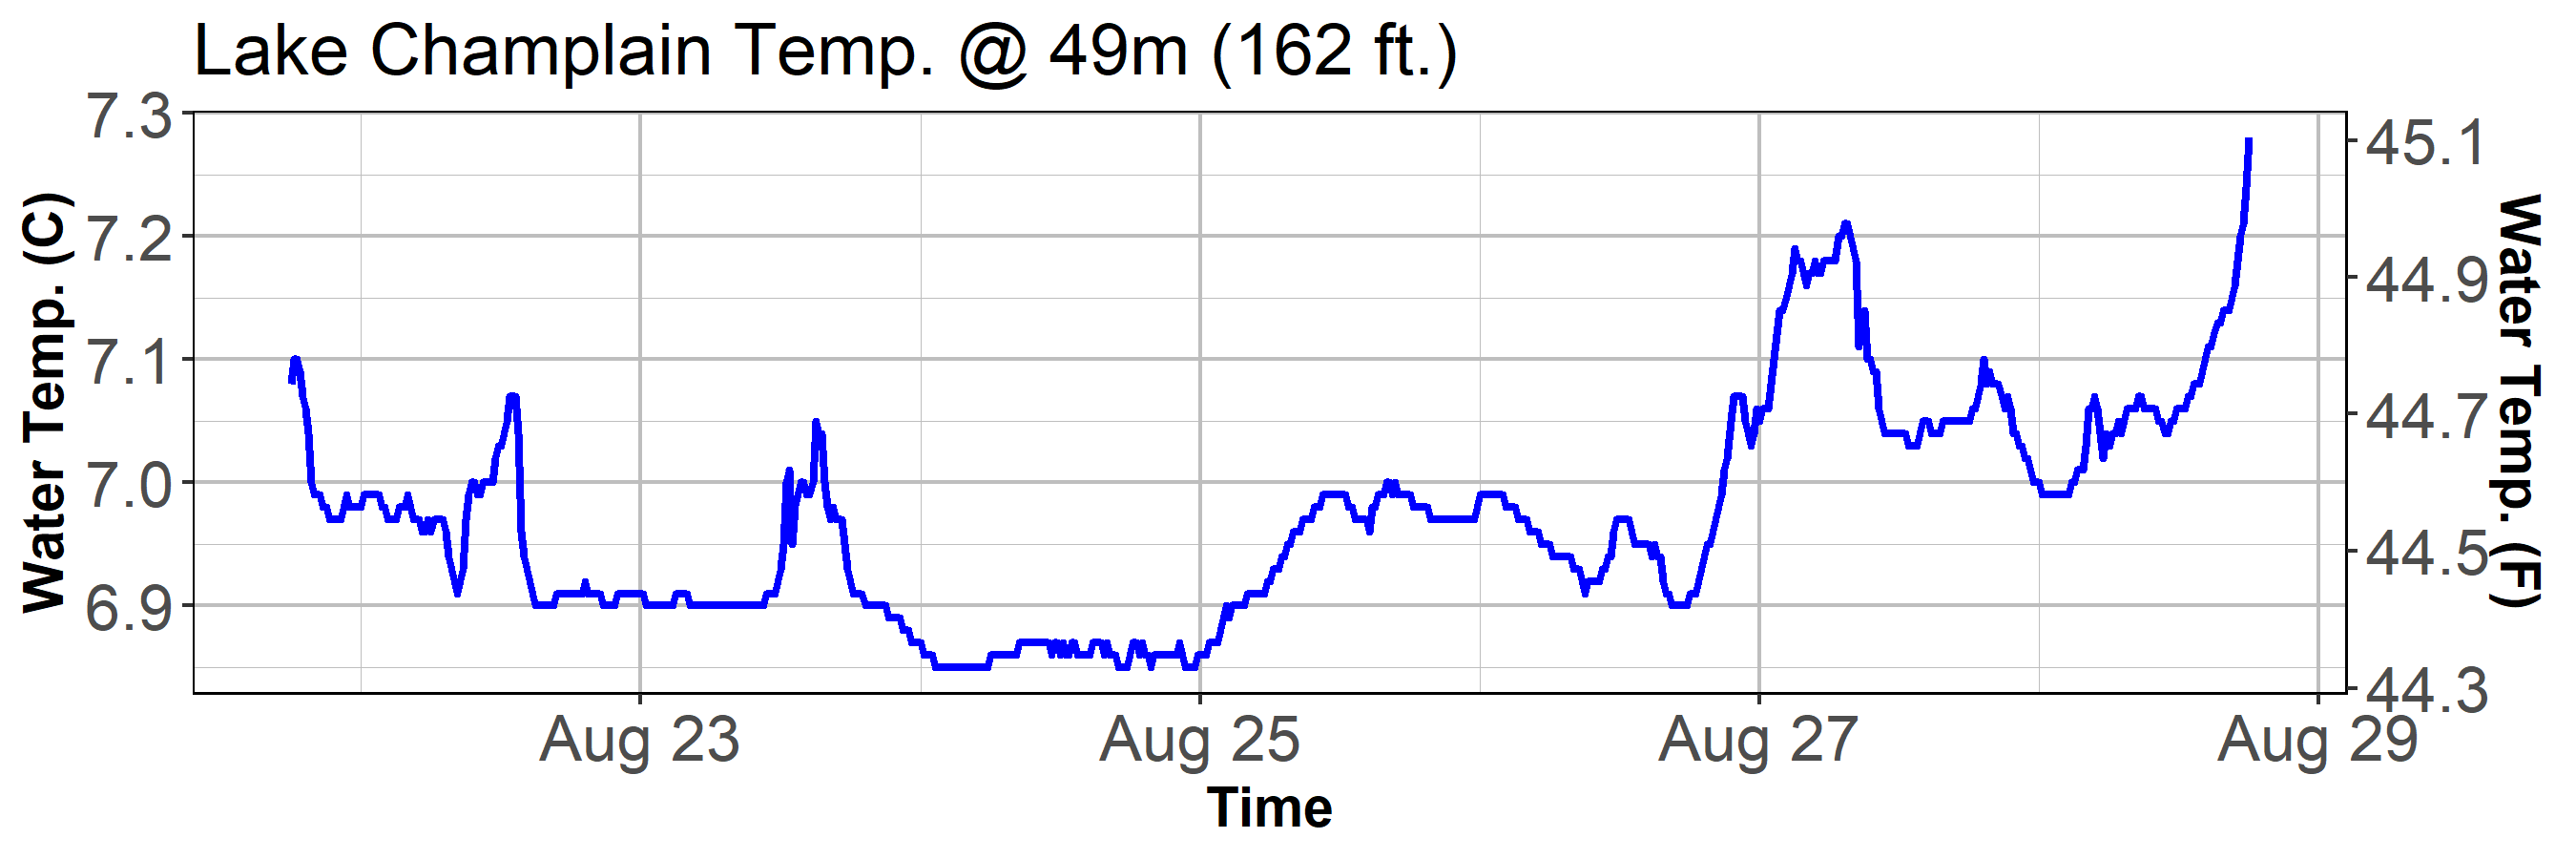 Lake Champlain Temp. @ 49m (162 ft.)
7.3
7.2
7.1
7.0
6.9
Water Temp. (C)
45.1
44.9
44.7
44.5
44.3
Water Temp. (F)
Aug 23 Aug 25 Aug 27 Aug 29
Time